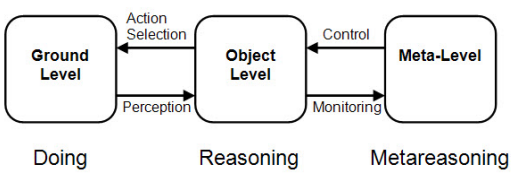 Action
Selection
Control
Ground
Level
Object
Level
Meta-Level
Perception
Monitoring
Doing
Reasoning
Metareasoning